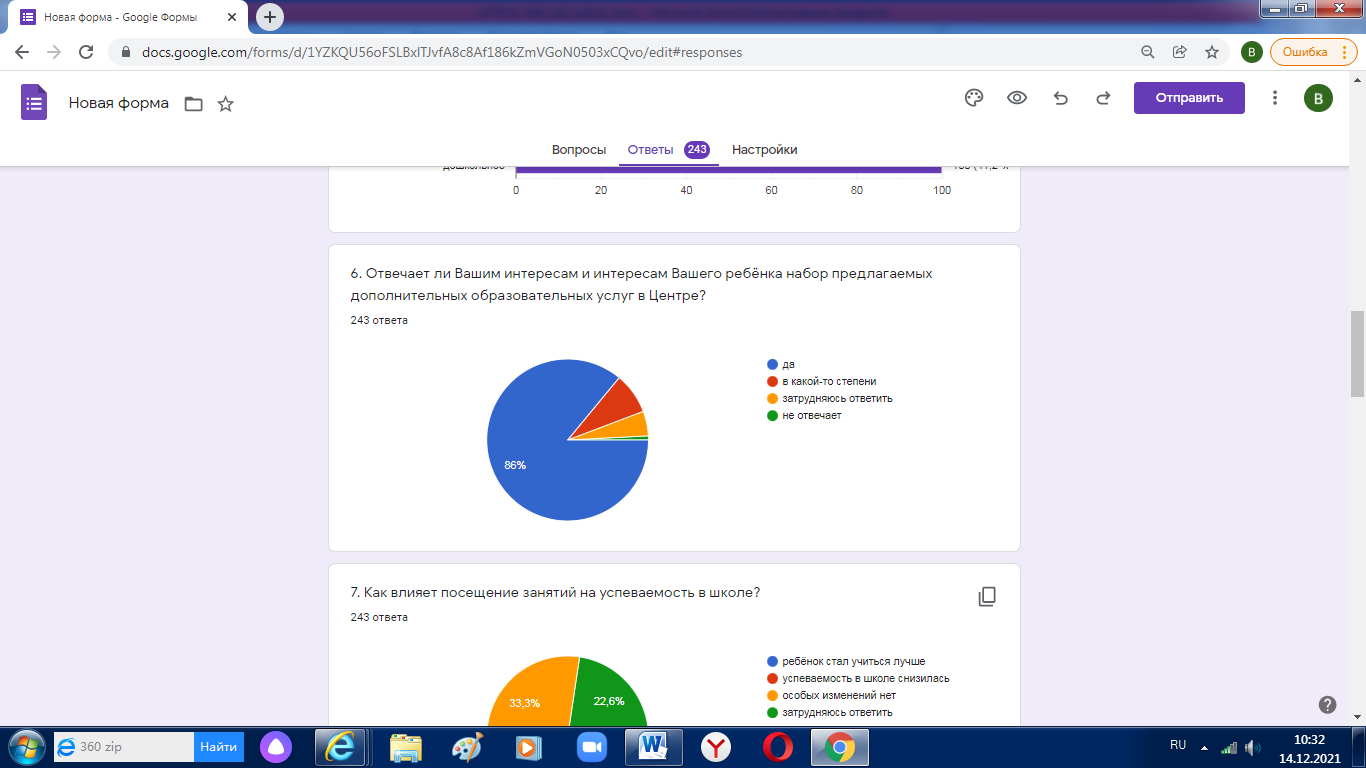 Новая форма - Google Формы
docs.google.com/forms/d/1YZKQU56oFSLBxITJvfA8c8Af186kZmVGoN0503xCQvo/edit#responses
В
Ошибка
Новая форма
Отправить
В
Вопросы
Ответы 243
Настройки
дошкольное
0 20 40 60 80 100
6. Отвечает ли Вашим интересам и интересам Вашего ребёнка набор предлагаемых
дополнительных образовательных услуг в Центре?
243 ответа
да
в какой-то степени
затрудняюсь ответить
не отвечает
86%
7. Как влияет посещение занятий на успеваемость в школе?
243 ответа
ребёнок стал учиться лучше
успеваемость в школе снизилась
особых изменений нет
затрудняюсь ответить
33,3%
22,6%
360 zip
Найти
RU
10:32
14.12.2021